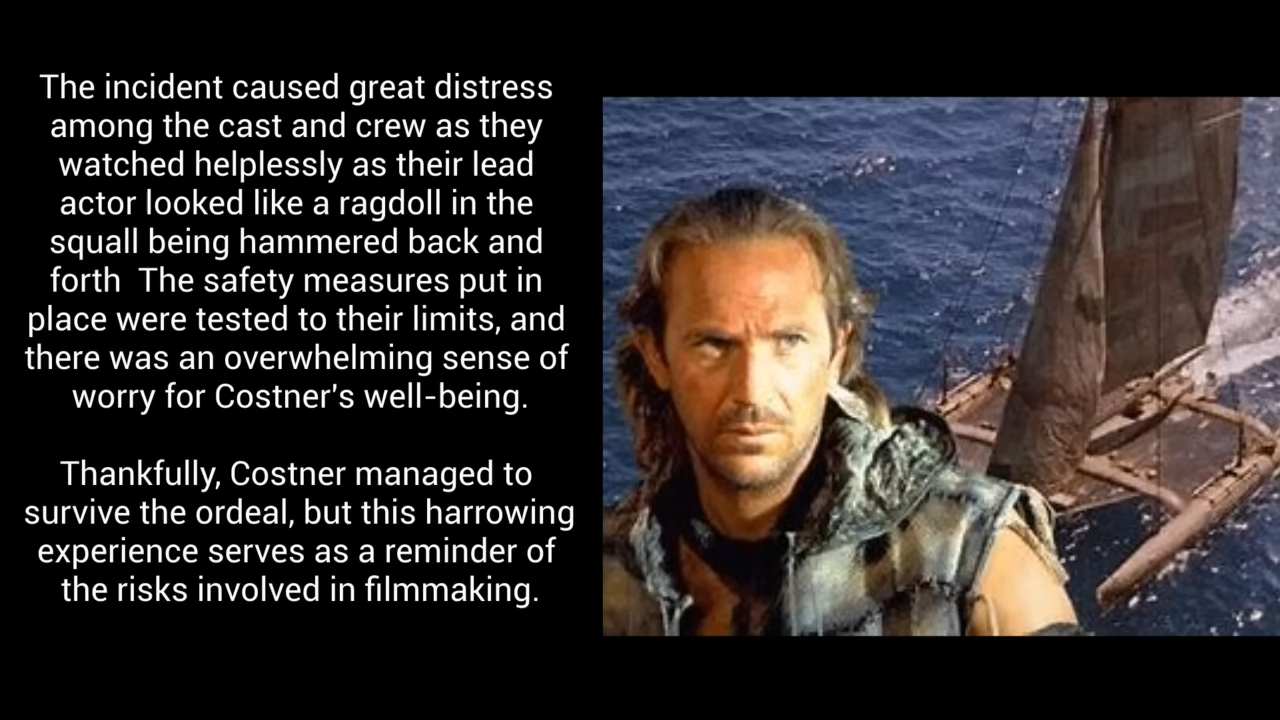 The incident caused great distress
among the cast and crew as they
watched helplessly as their lead
actor looked like a ragdoll in the
squall being hammered back and
forth  The safety measures put in
place were tested to their limits, and
there was an overwhelming sense of
worry for Costner's well-being.
Thankfully, Costner managed to
survive the ordeal, but this harrowing
experience serves as a reminder of
the risks involved in filmmaking.